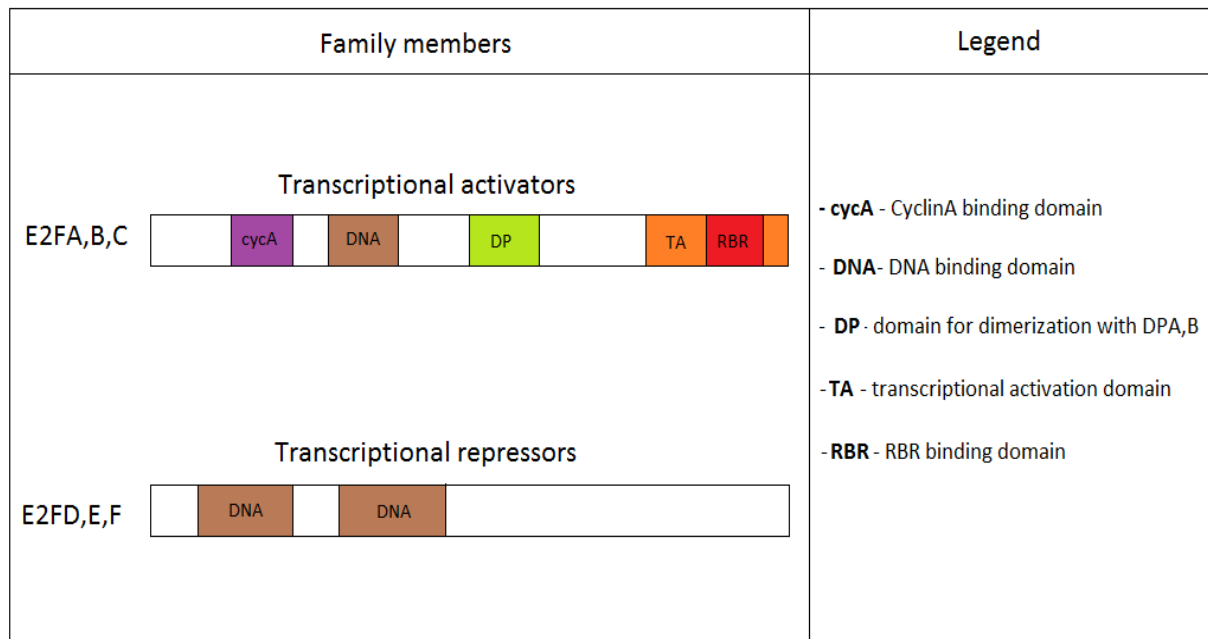 Family members
Legend
Transcriptional activators
E2FA,B,C
cycA
DNA
DP
TA
RBR
- cycA - CyclinA binding domain
- DNA- DNA binding domain
- DP - domain for dimerization with DPA,B
-TA - transcriptional activation domain
-RBR - RBR binding domain
Transcriptional repressors
E2FD,E,F
DNA
DNA